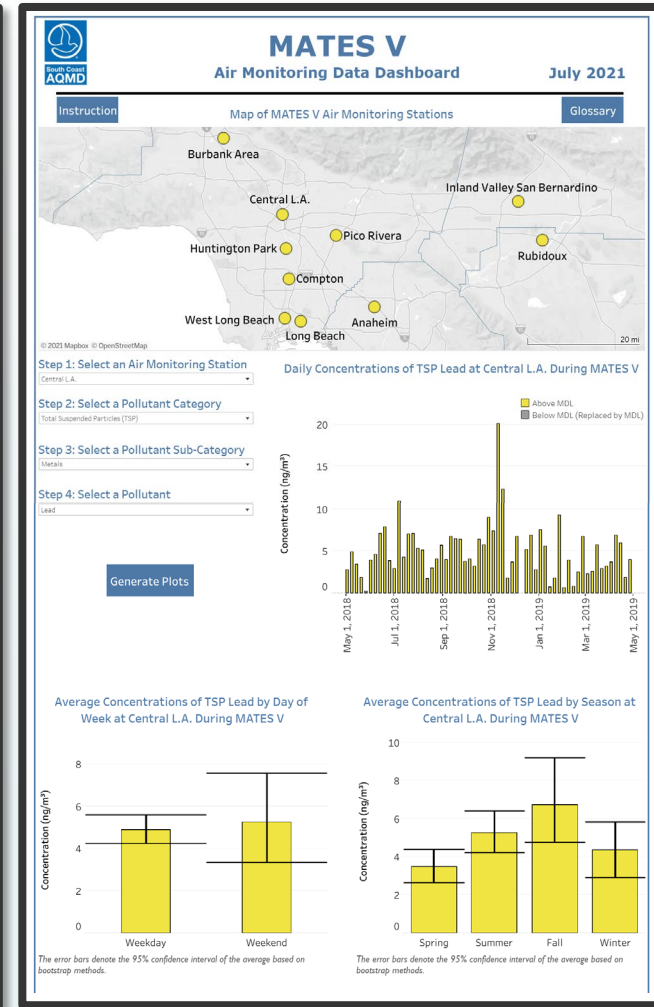 South Coast
AQMD
MATES V
Air Monitoring Data Dashboard
July 2021
Instruction
Map of MATES V Air Monitoring Stations
Glossary
Burbank Area
Central L.A.
Inland Valley San Bernardino
Huntington Park
Pico Rivera
Rubidoux
Compton
West Long Beach
Long Beach
Anaheim
© 2021 Mapbox © OpenStreetMap
20 mi
Step 1: Select an Air Monitoring Station
Central L.A.
Step 2: Select a Pollutant Category
Total Suspended Particles (TSP)
Step 3: Select a Pollutant Sub-Category
Metals
Step 4: Select a Pollutant
Lead
Generate Plots
Daily Concentrations of TSP Lead at Central L.A. During MATES V
Above MDL
Below MDL (Replaced by MDL)
Concentration (ng/m³)
20
15
10
5
0
May 1, 2018
Jul 1, 2018
Sep 1, 2018
Nov 1, 2018
Jan 1, 2019
Mar 1, 2019
May 1, 2019
Average Concentrations of TSP Lead by Day of
Week at Central L.A. During MATES V
Concentration (ng/m³)
8
6
4
2
0
Weekday
Weekend
The error bars denote the 95% confidence interval of the average based on
bootstrap methods.
Average Concentrations of TSP Lead by Season at
Central L.A. During MATES V
Concentration (ng/m³)
10
8
6
4
2
0
Spring
Summer
Fall
Winter
The error bars denote the 95% confidence interval of the average based on
bootstrap methods.